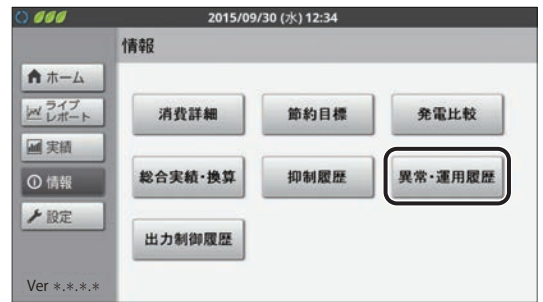 2015/09/30 (水) 12:34
情報
ホーム
ライブ
レポート
実績
情報
設定
消費詳細
節約目標
発電比較
総合実績・換算
抑制履歴
異常・運用履歴
出力制御履歴
Ver *.*.*.*